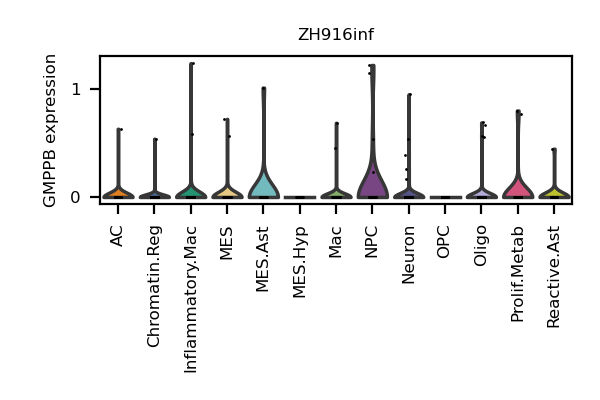 ZH916inf
GMPPB expression
1
0
AC
Chromatin.Reg
Inflammatory.Mac
MES
MES.Ast
MES.Hyp
Mac
NPC
Neuron
OPC
Oligo
Prolif.Metab
Reactive.Ast